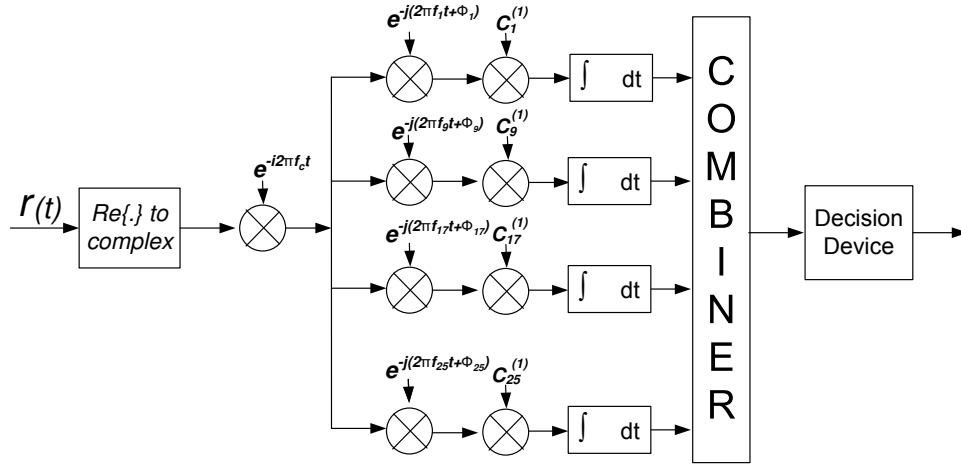 r(t)
Re{.} to
complex
e^-i2πf_c t
e^-j(2πf_1 t+Φ_1)
C_1^(1)
∫ dt
e^-j(2πf_9 t+Φ_9)
C_9^(1)
∫ dt
e^-j(2πf_17 t+Φ_17)
C_17^(1)
∫ dt
e^-j(2πf_25 t+Φ_25)
C_25^(1)
∫ dt
COMBINER
Decision
Device